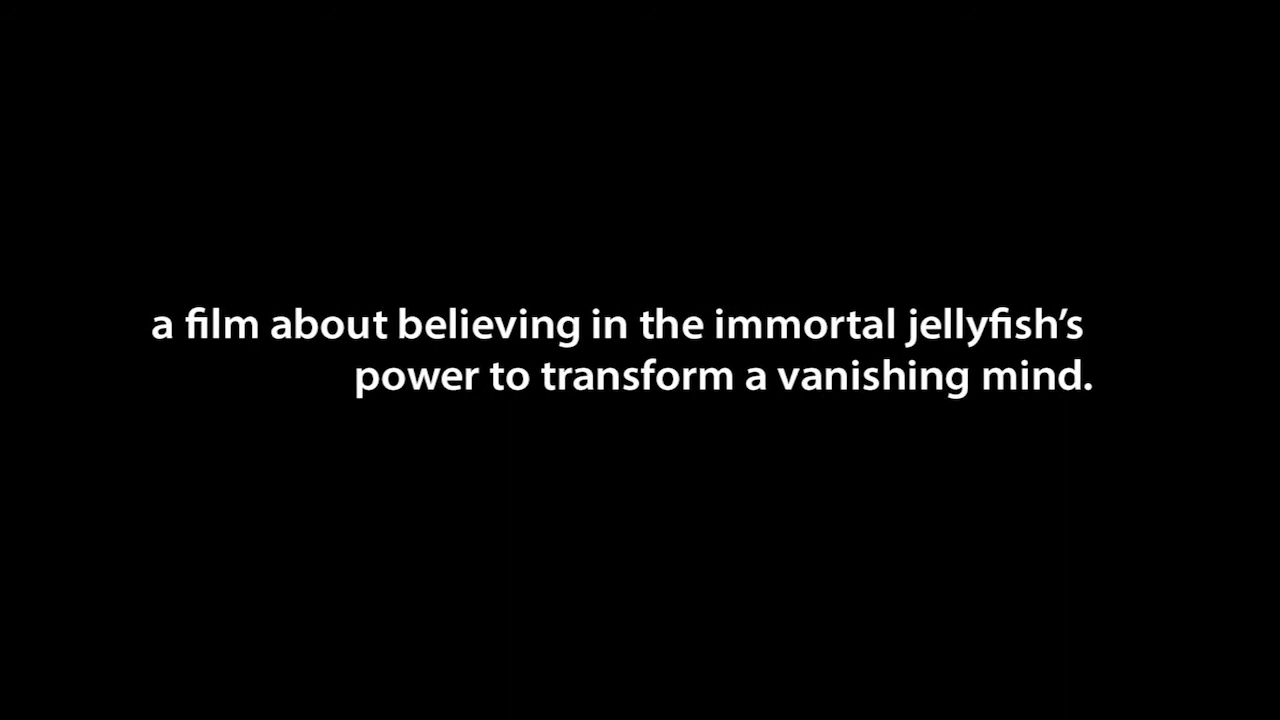 a film about believing in the immortal jellyfish’s
power to transform a vanishing mind.